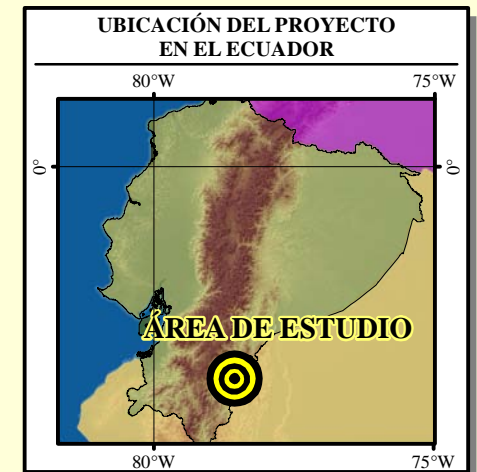 UBICACIÓN DEL PROYECTO
EN EL ECUADOR
80°W 75°W
0° 0°
ÁREA DE ESTUDIO
80°W 75°W